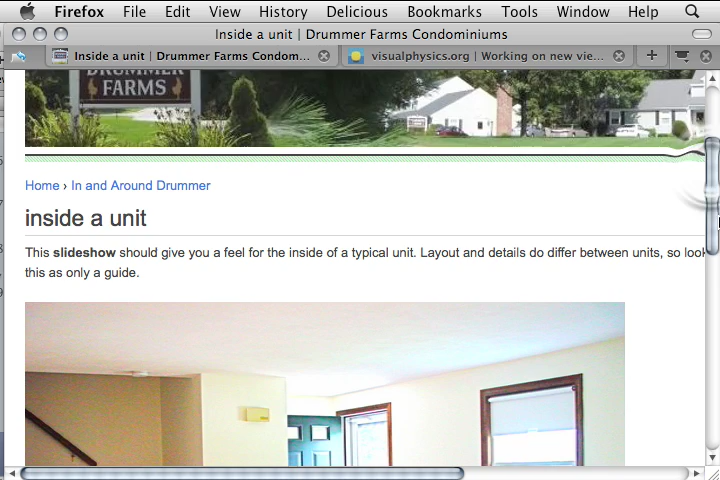 Firefox File Edit View History Delicious Bookmarks Tools Window Help
Inside a unit | Drummer Farms Condominiums
Inside a unit | Drummer Farms Condom...
visualphysics.org | Working on new vie...
DRUMMER
FARMS
Home › In and Around Drummer
inside a unit
This slideshow should give you a feel for the inside of a typical unit. Layout and details do differ between units, so look
this as only a guide.